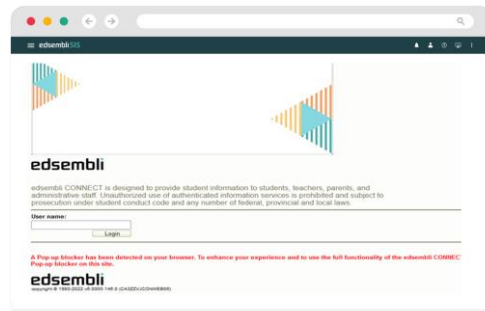 edsembli SIS
edsembli
edsembli CONNECT is designed to provide student information to students, teachers, parents, and
administrative staff. Unauthorized use of authenticated information services is prohibited and subject to
prosecution under student conduct code and any number of federal, provincial and local laws.
User name:
Login
A Pop-up blocker has been detected on your browser. To enhance your experience and to use the full functionality of the edsembli CONNEC
Pop-up blocker on this site.
edsembli